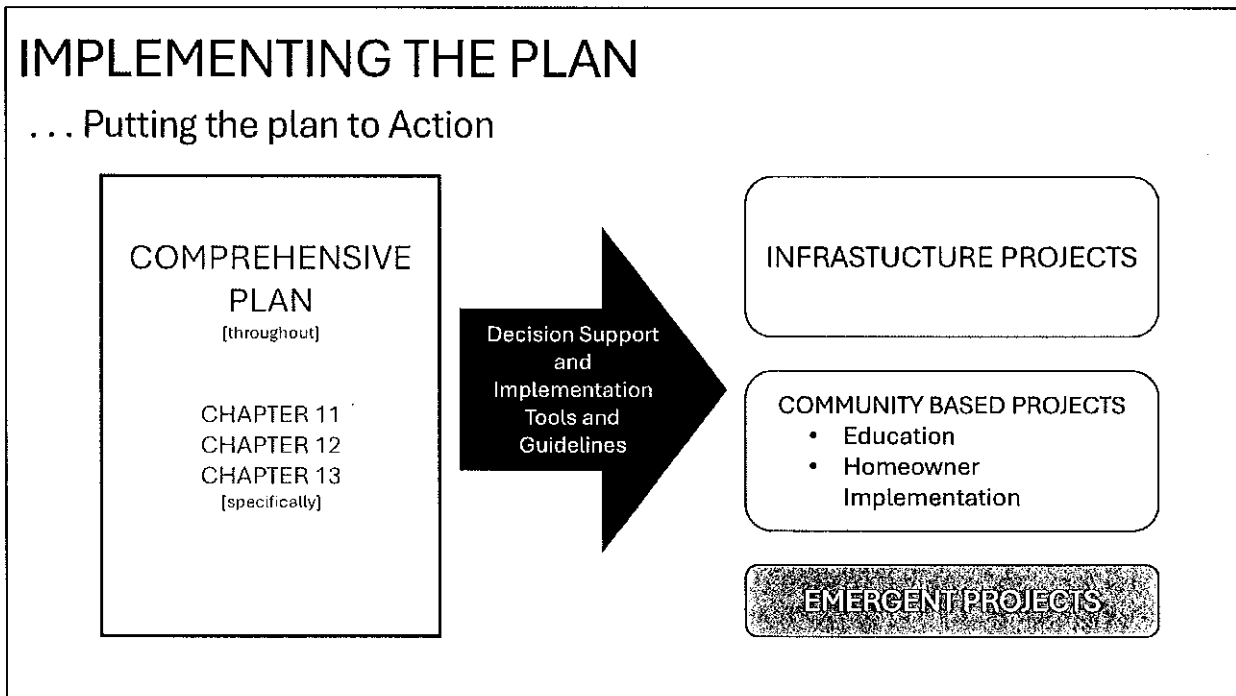 IMPLEMENTING THE PLAN
... Putting the plan to Action
COMPREHENSIVE
PLAN
[throughout]
CHAPTER 11
CHAPTER 12
CHAPTER 13
[specifically]
Decision Support
and
Implementation
Tools and
Guidelines
INFRASTUCTURE PROJECTS
COMMUNITY BASED PROJECTS
• Education
• Homeowner
Implementation
EMERGENT PROJECTS